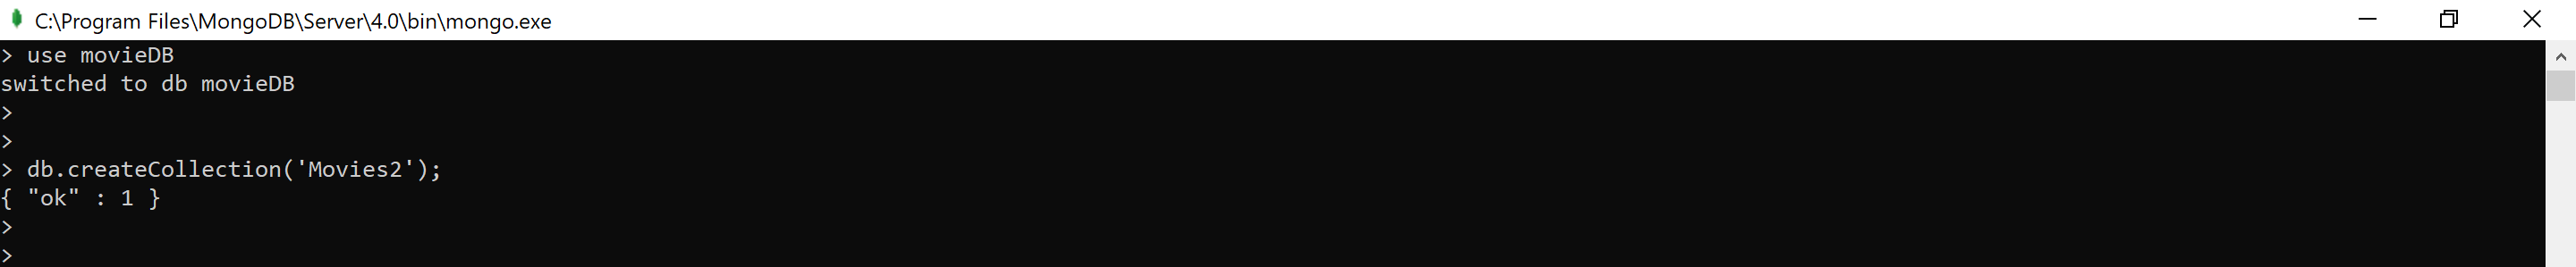 C:\Program Files\MongoDB\Server\4.0\bin\mongo.exe
> use movieDB
switched to db movieDB
>
>
> db.createCollection('Movies2');
{ "ok" : 1 }
>
>